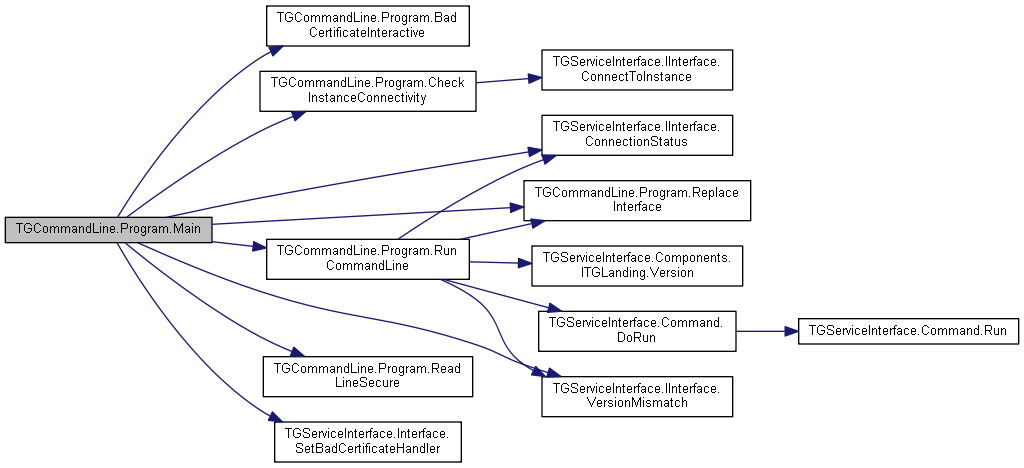 TGCommandLine.Program.Main
TGCommandLine.Program.Bad
CertificateInteractive
TGCommandLine.Program.Check
InstanceConnectivity
TGServiceInterface.IInterface.
ConnectToInstance
TGServiceInterface.IInterface.
ConnectionStatus
TGCommandLine.Program.Replace
Interface
TGCommandLine.Program.Run
CommandLine
TGServiceInterface.Components.
ITGLanding.Version
TGServiceInterface.Command.
DoRun
TGServiceInterface.Command.Run
TGServiceInterface.IInterface.
VersionMismatch
TGCommandLine.Program.Read
LineSecure
TGServiceInterface.Interface.
SetBadCertificateHandler